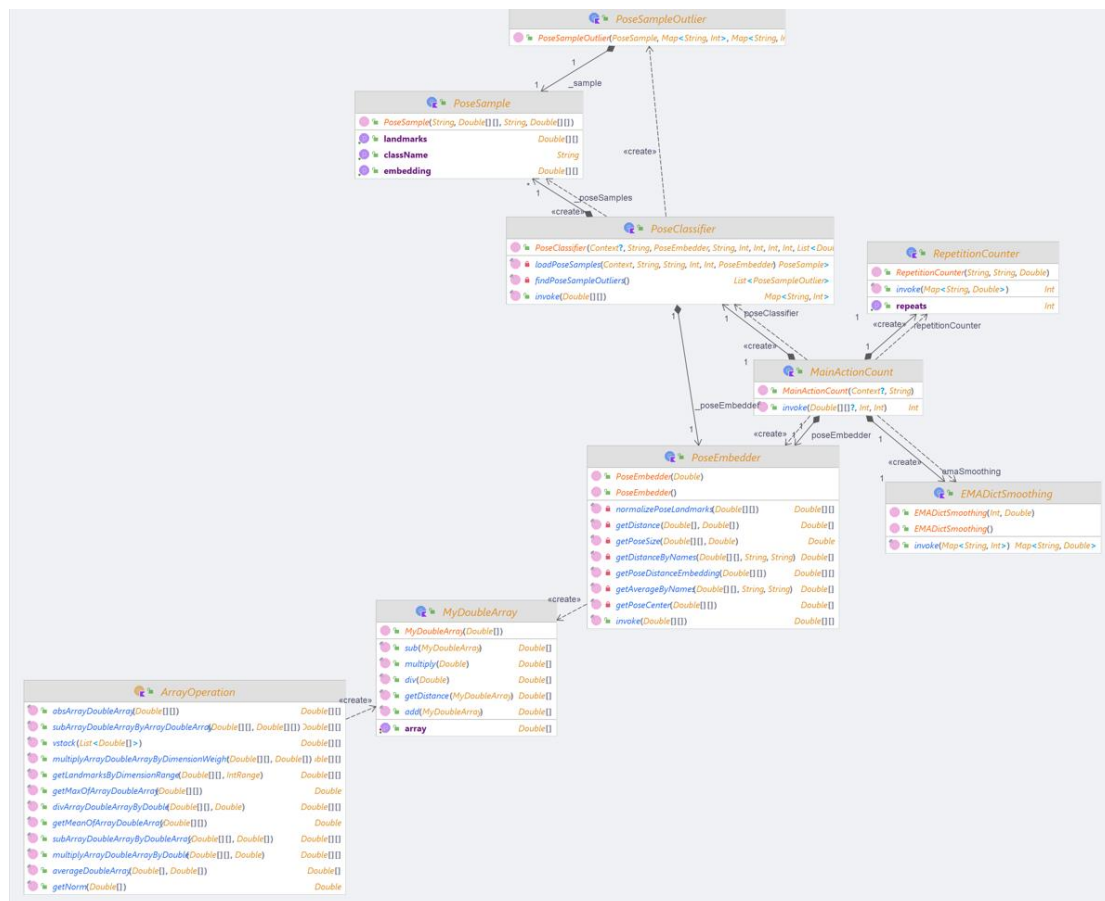 PoseSampleOutlier
PoseSampleOutlier(PoseSample, Map<String, Int>, Map<String, I
1
1
_sample
PoseSample
PoseSample(String, Double[][], String, Double[][])
landmarks Double[][]
className String
embedding Double[][]
«create»
*
1
_poseSamples
«create»
PoseClassifier
PoseClassifier(Context?, String, PoseEmbedder, String, Int, Int, Int, Int, List<Dou
loadPoseSamples(Context, String, String, Int, Int, PoseEmbedder) PoseSample>
findPoseSampleOutliers() List<PoseSampleOutlier>
invoke(Double[][]) Map<String, Int>
RepetitionCounter
RepetitionCounter(String, String, Double)
invoke(Map<String, Double>) Int
repeats Int
1
1
poseClassifier
1
«create»
repetitionCounter
«create»
1
1
MainActionCount
MainActionCount(Context?, String)
invoke(Double[][]?, Int, Int) Int
_poseEmbedder
1
«create»
1
1
poseEmbedder
1
«create»
amaSmoothing
1
PoseEmbedder
PoseEmbedder(Double)
PoseEmbedder()
normalizePoseLandmarks(Double[][]) Double[][]
getDistance(Double[], Double[]) Double[]
getPoseSize(Double[][], Double) Double
getDistanceByNames(Double[][], String, String) Double[]
getPoseDistanceEmbedding(Double[][]) Double[][]
getAverageByNames(Double[][], String, String) Double[]
getPoseCenter(Double[][]) Double[]
invoke(Double[][]) Double[][]
EMADictSmoothing
EMADictSmoothing(Int, Double)
EMADictSmoothing()
invoke(Map<String, Int>) Map<String, Double>
«create»
MyDoubleArray
MyDoubleArray(Double[])
sub(MyDoubleArray) Double[]
multiply(Double) Double[]
div(Double) Double[]
getDistance(MyDoubleArray) Double[]
add(MyDoubleArray) Double[]
array Double[]
«create»
ArrayOperation
absArrayDoubleArray(Double[][]) Double[][]
subArrayDoubleArrayByArrayDoubleArray(Double[][], Double[][]) Double[][]
vstack(List<Double[]>) Double[][]
multiplyArrayDoubleArrayByDimensionWeigh(Double[][], Double[]) ble[][]
getLandmarksByDimensionRange(Double[][], IntRange) Double[][]
getMaxOfArrayDoubleArray(Double[][]) Double
divArrayDoubleArrayByDouble(Double[][], Double) Double[][]
getMeanOfArrayDoubleArray(Double[][]) Double
subArrayDoubleArrayByDoubleArray(Double[][], Double[]) Double[][]
multiplyArrayDoubleArrayByDouble(Double[][], Double) Double[][]
averageDoubleArray(Double[], Double[]) Double[]
getNorm(Double[]) Double